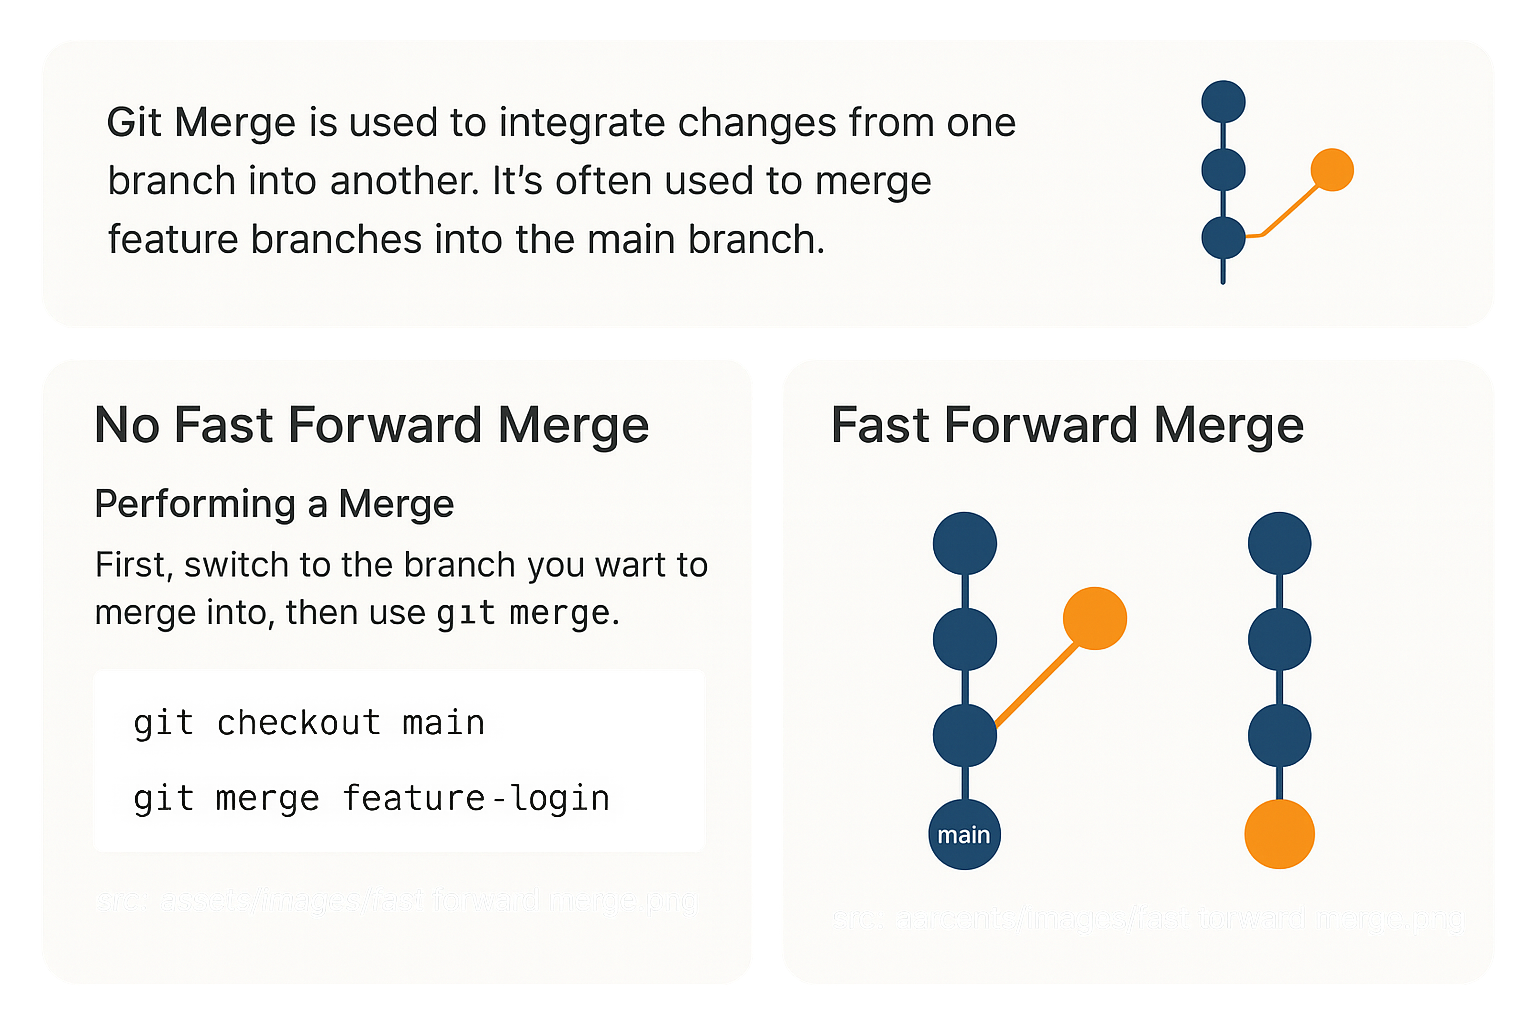 Git Merge is used to integrate changes from one
branch into another. It’s often used to merge
feature branches into the main branch.
No Fast Forward Merge
Performing a Merge
First, switch to the branch you wart to
merge into, then use gıt merge.
git checkout main
git merge feature-login
src: assets/images/fast forward merge.png
Fast Forward Merge
main
images/fast forward merge.png